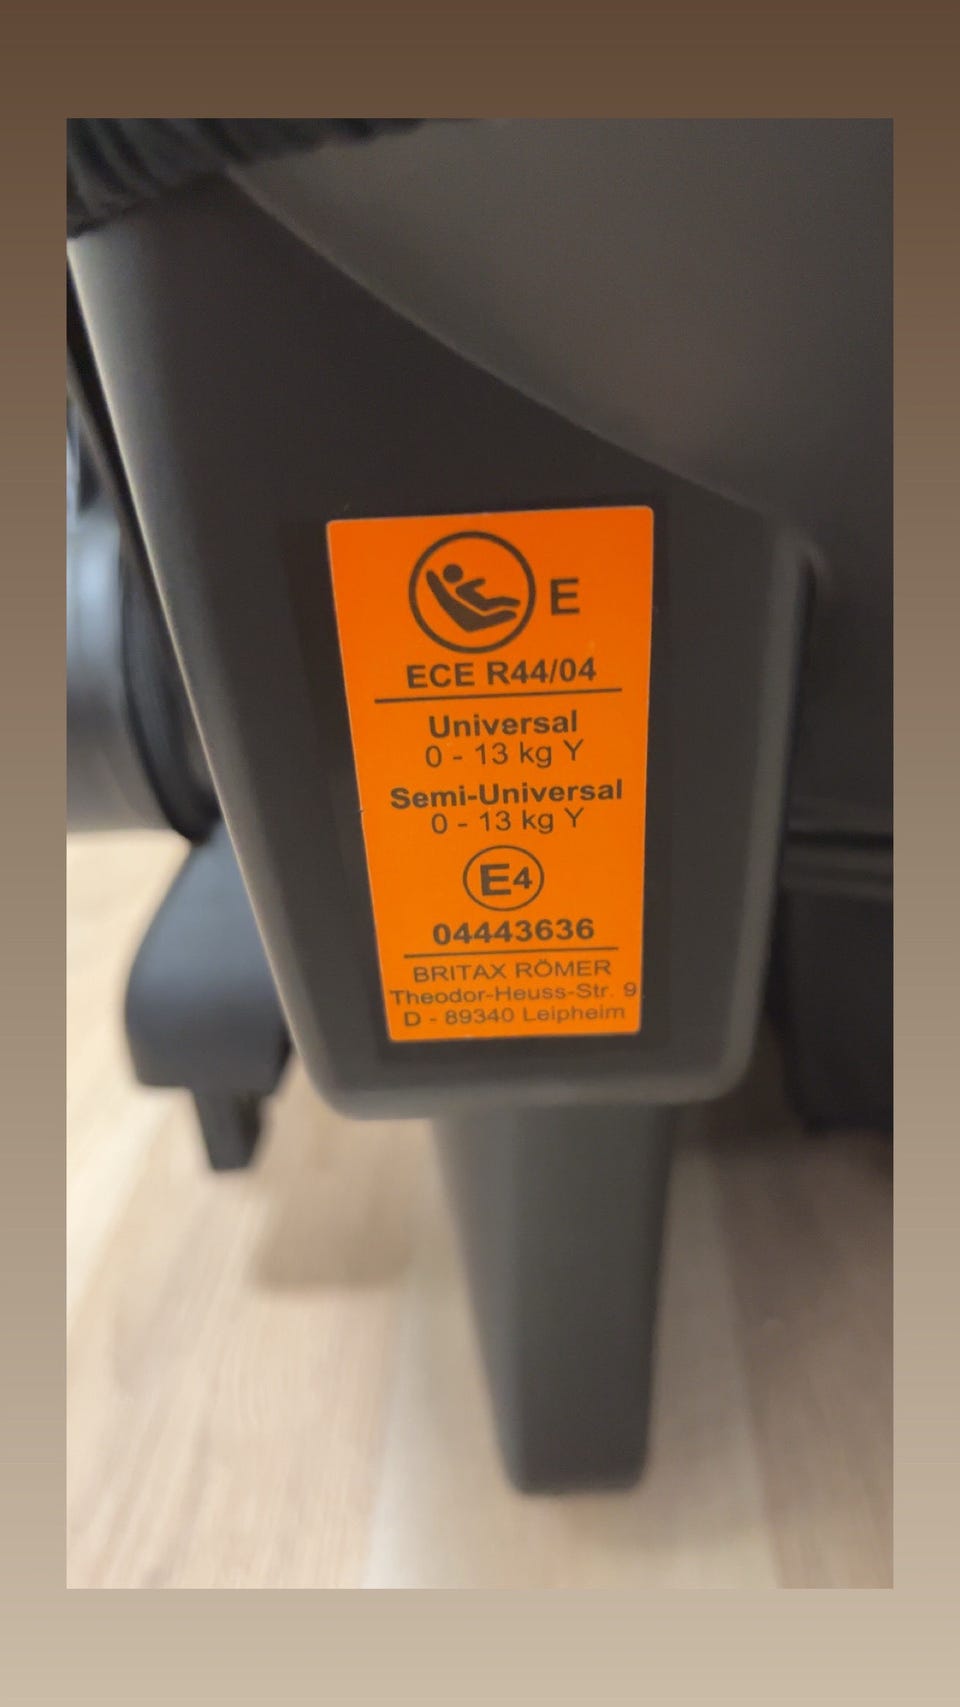 E
ECE R44/04
Universal
0 - 13 kg Y
Semi-Universal
0 - 13 kg Y
E4
04443636
BRITAX RÖMER
Theodor-Heuss-Str. 9
D - 89340 Leipheim